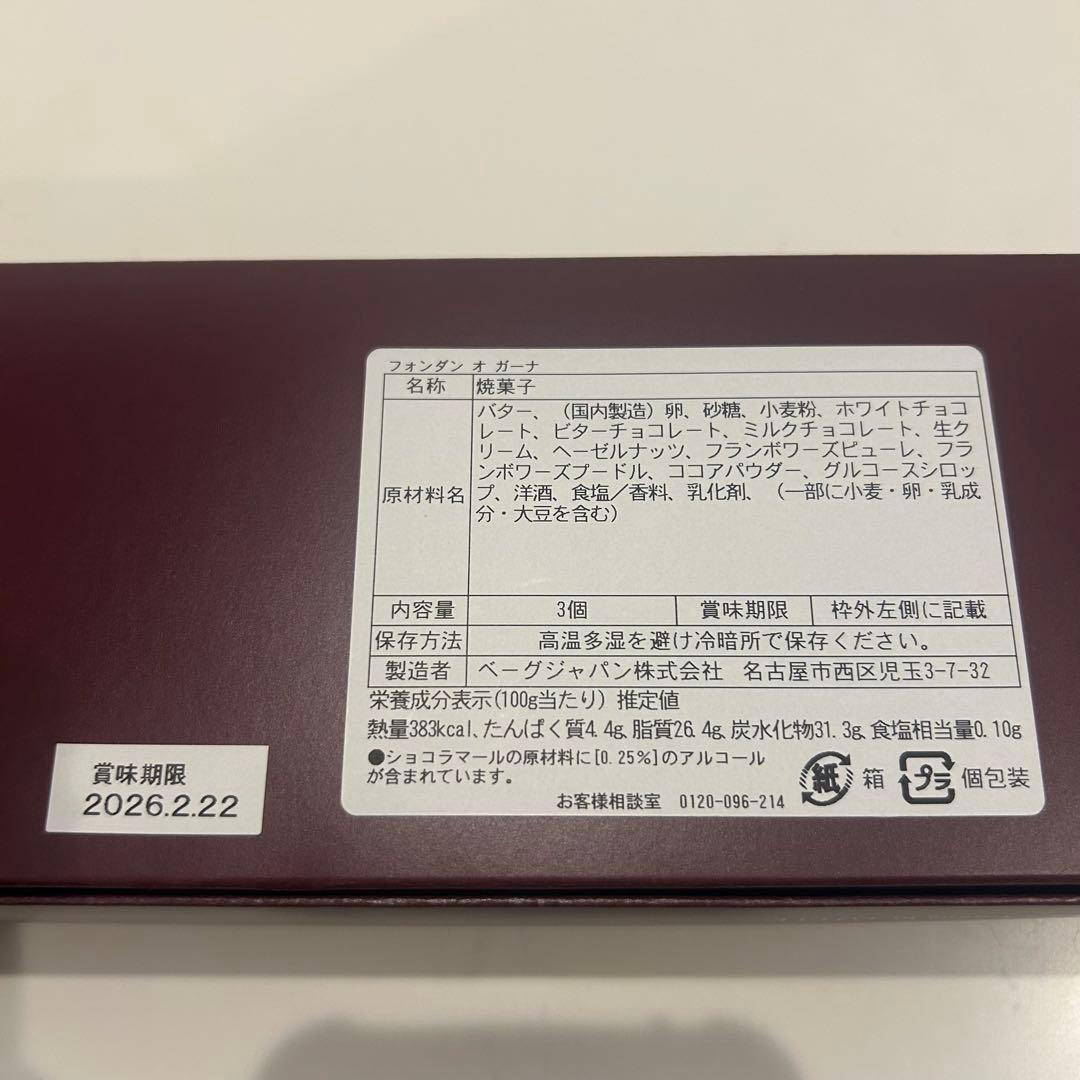 フォンダン オ ガーナ
名称 焼菓子
原材料名
バター、(国内製造)卵、砂糖、小麦粉、ホワイトチョコ
レート、ビターチョコレート、ミルクチョコレート、生ク
リーム、ヘーゼルナッツ、フランボワーズピューレ、フラ
ンボワーズプードル、ココアパウダー、グルコースシロッ
プ、洋酒、食塩/香料、乳化剤、(一部に小麦・卵・乳成
分・大豆を含む)
内容量 3個 賞味期限 枠外左側に記載
保存方法 高温多湿を避け冷暗所で保存ください。
製造者 ベーグジャパン株式会社 名古屋市西区児玉3-7-32
栄養成分表示(100g当たり) 推定値
熱量383kcal、たんぱく質4.4g、脂質26.4g、炭水化物31.3g、食塩相当量0.10g
●ショコラマールの原材料に[0.25%]のアルコール
が含まれています。
紙 箱 プラ 個包装
お客様相談室 0120-096-214
賞味期限
2026.2.22